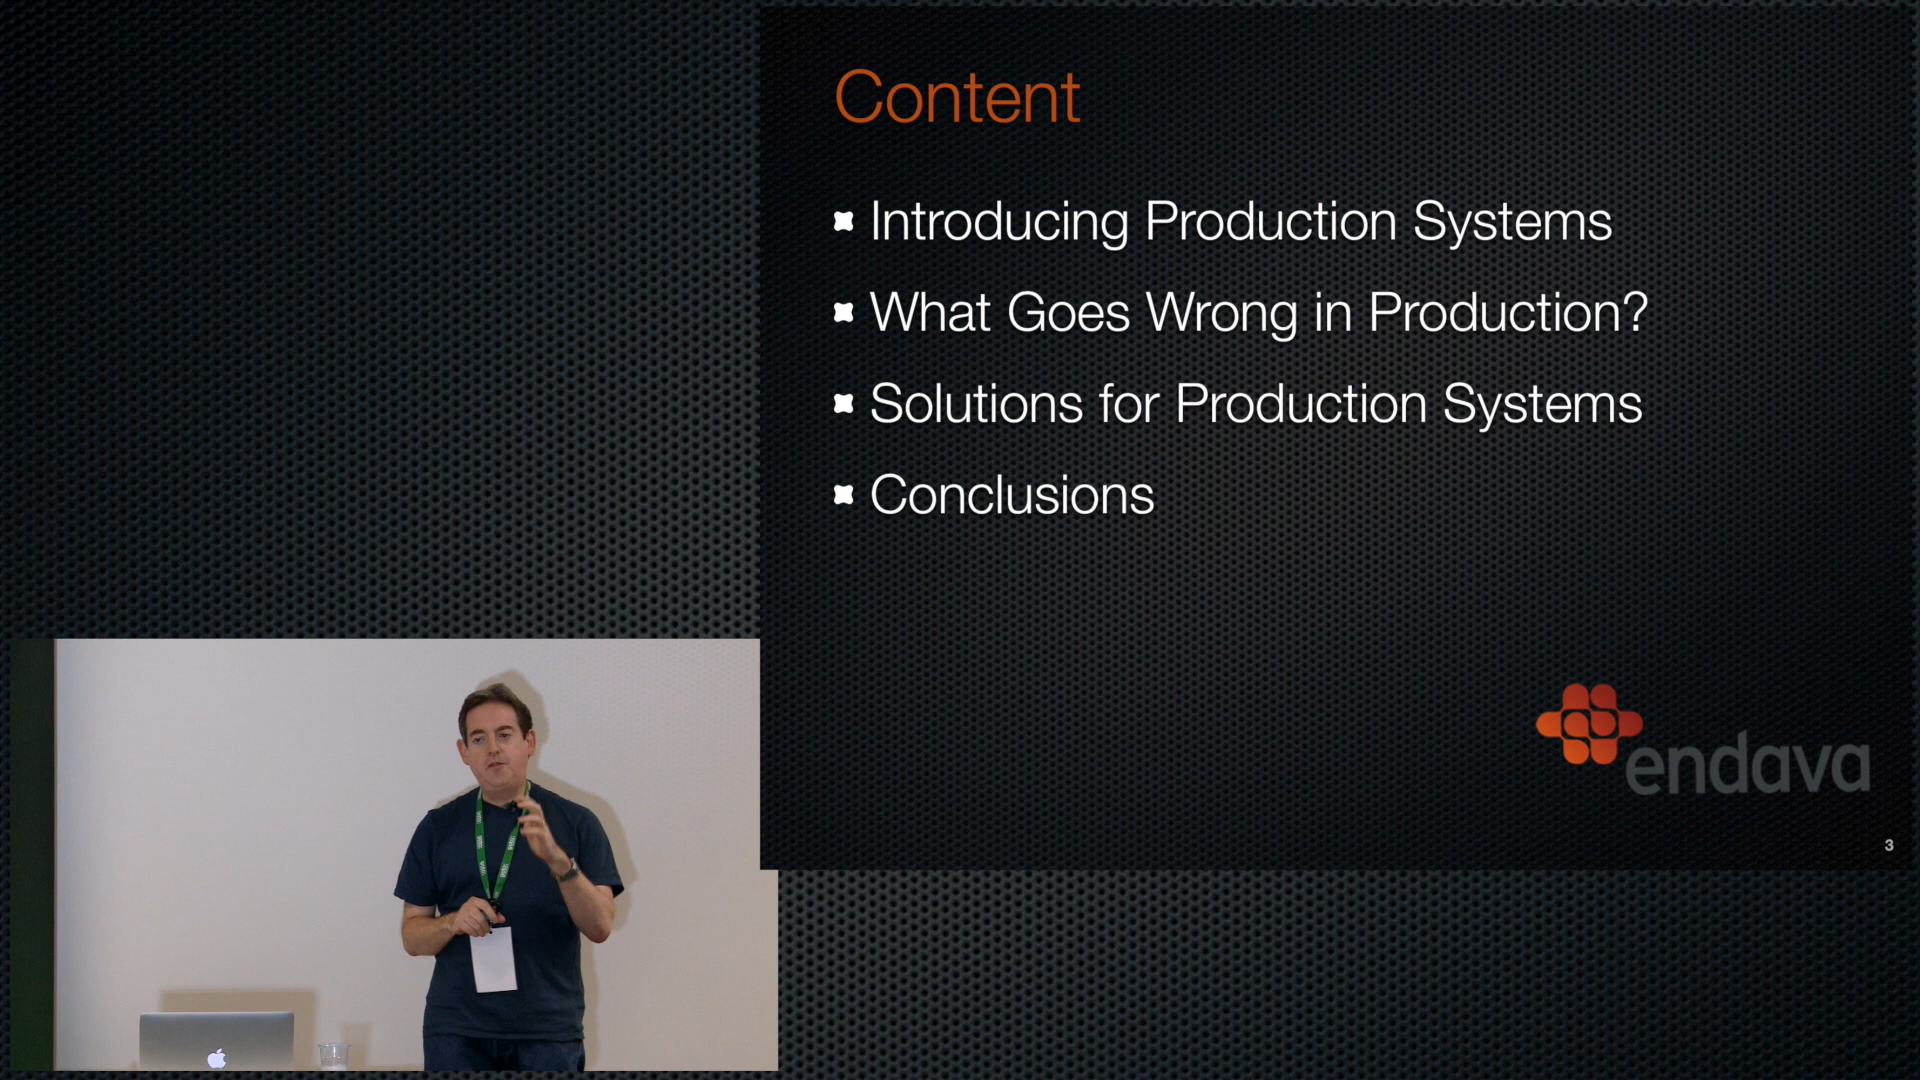 Content
Introducing Production Systems
What Goes Wrong in Production?
Solutions for Production Systems
Conclusions
endava
3